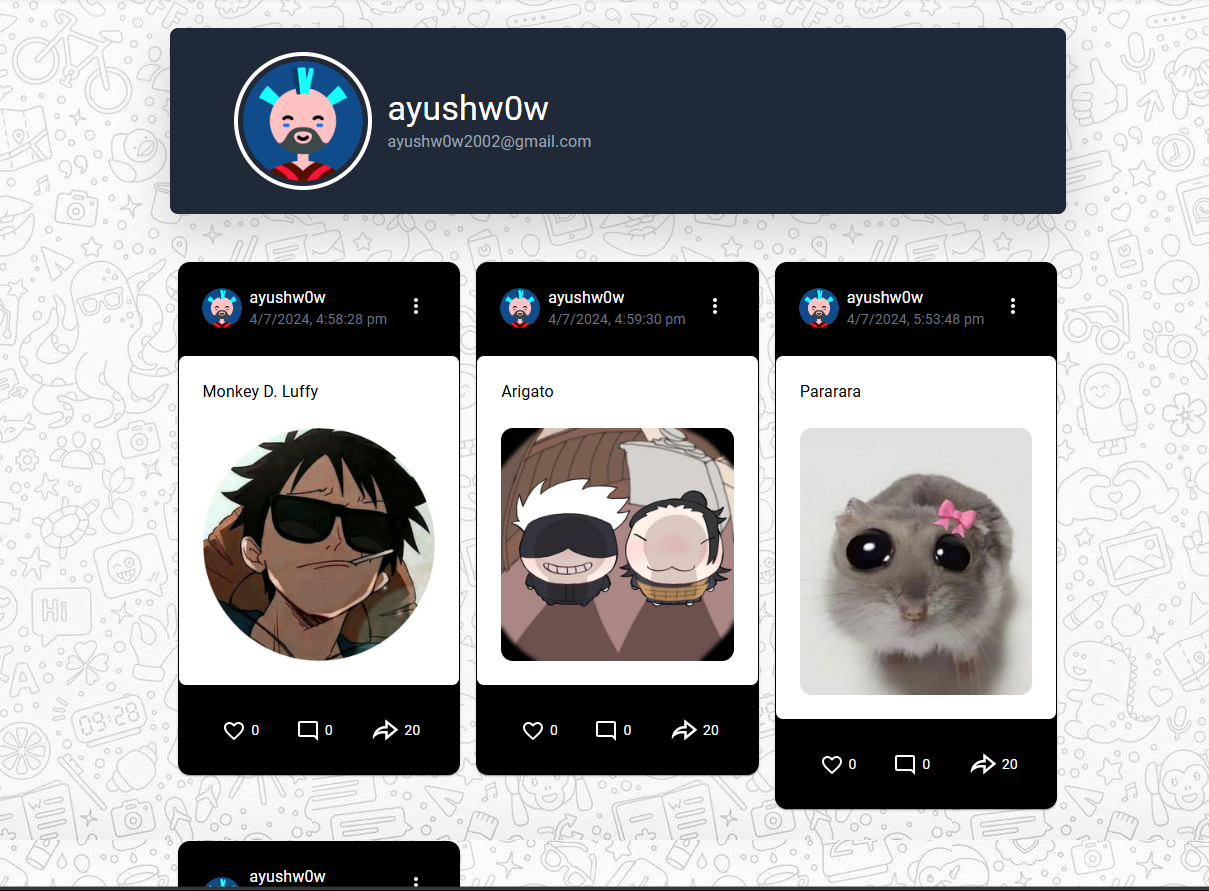 ayushw0w
ayushw0w2002@gmail.com
ayushw0w
4/7/2024, 4:58:28 pm
Monkey D. Luffy
0 0 20
ayushw0w
4/7/2024, 4:59:30 pm
Arigato
0 0 20
ayushw0w
4/7/2024, 5:53:48 pm
Pararara
0 0 20
ayushw0w
Hi
09:28
A
W